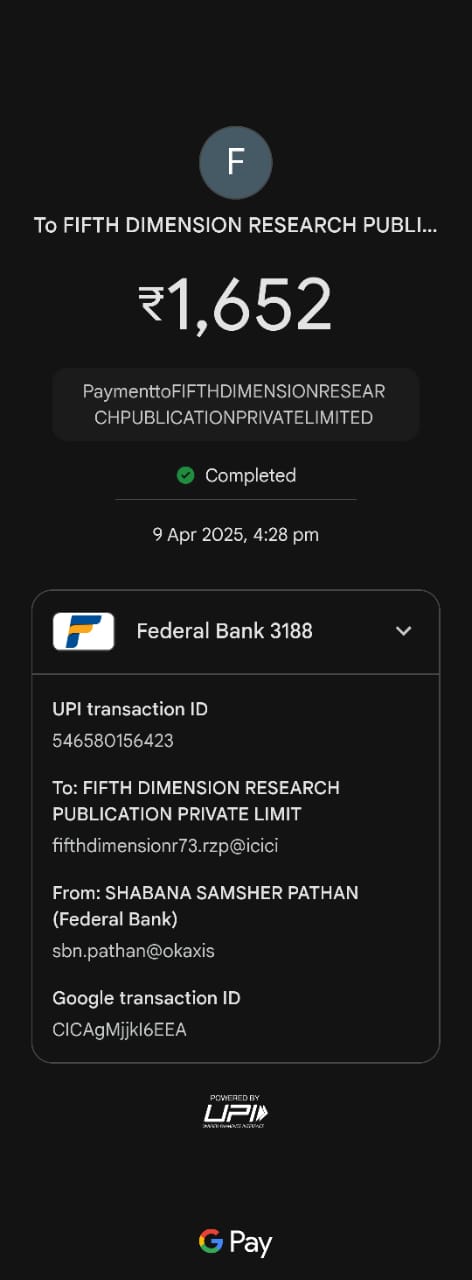 F
To FIFTH DIMENSION RESEARCH PUBLI...
₹1,652
PaymenttoFIFTHDIMENSIONRESEAR
CHPUBLICATIONPRIVATELIMITED
Completed
9 Apr 2025, 4:28 pm
Federal Bank 3188
UPI transaction ID
546580156423
To: FIFTH DIMENSION RESEARCH
PUBLICATION PRIVATE LIMIT
fifthdimensionr73.rzp@icici
From: SHABANA SAMSHER PATHAN
(Federal Bank)
sbn.pathan@okaxis
Google transaction ID
CICAgMjjkI6EEA
POWERED BY
UPI
UNIFIED PAYMENTS INTERFACE
G Pay